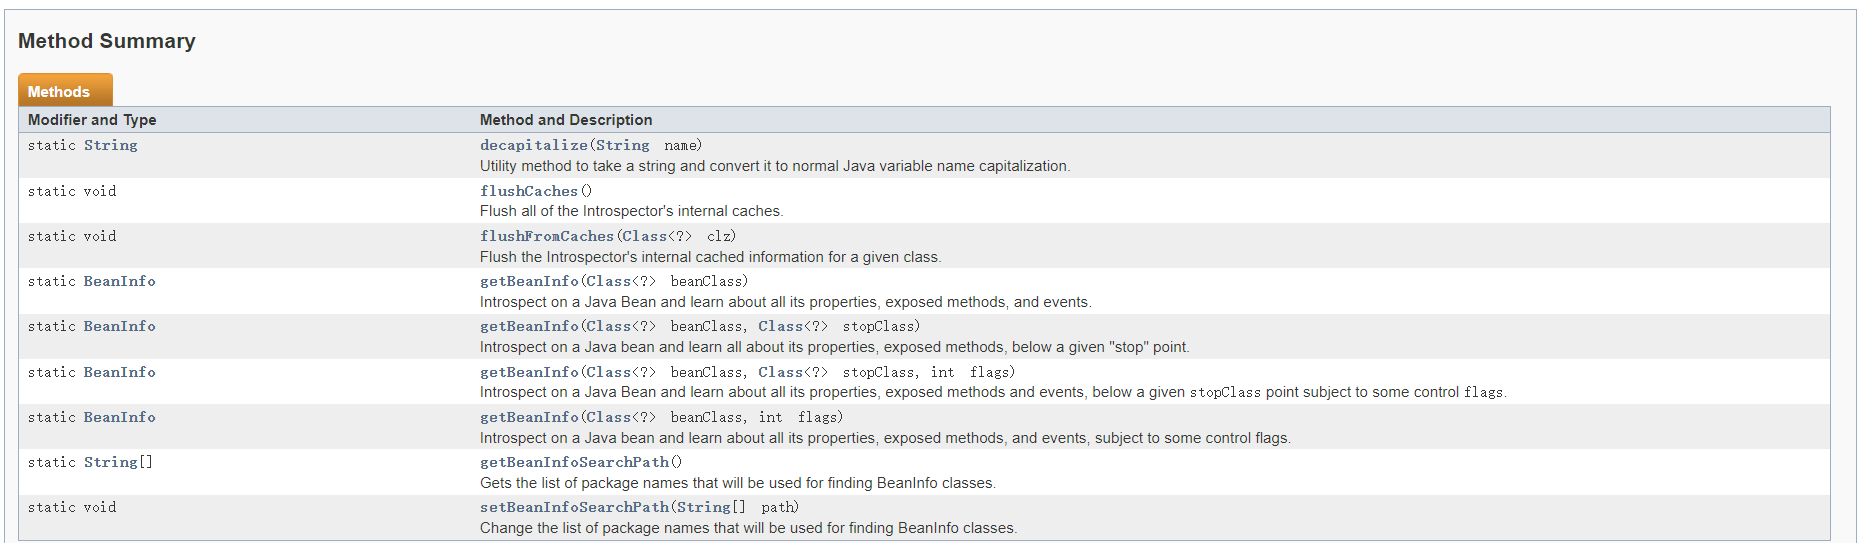 Method Summary
Methods
Modifier and Type Method and Description
static String decapitalize(String name)
Utility method to take a string and convert it to normal Java variable name capitalization.
static void flushCaches()
Flush all of the Introspector's internal caches.
static void flushFromCaches(Class<?> clz)
Flush the Introspector's internal cached information for a given class.
static BeanInfo getBeanInfo(Class<?> beanClass)
Introspect on a Java Bean and learn about all its properties, exposed methods, and events.
static BeanInfo getBeanInfo(Class<?> beanClass, Class<?> stopClass)
Introspect on a Java bean and learn all about its properties, exposed methods, below a given "stop" point.
static BeanInfo getBeanInfo(Class<?> beanClass, Class<?> stopClass, int flags)
Introspect on a Java Bean and learn about all its properties, exposed methods and events, below a given stopClass point subject to some control flags.
static BeanInfo getBeanInfo(Class<?> beanClass, int flags)
Introspect on a Java bean and learn about all its properties, exposed methods, and events, subject to some control flags.
static String[] getBeanInfoSearchPath()
Gets the list of package names that will be used for finding BeanInfo classes.
static void setBeanInfoSearchPath(String[] path)
Change the list of package names that will be used for finding BeanInfo classes.